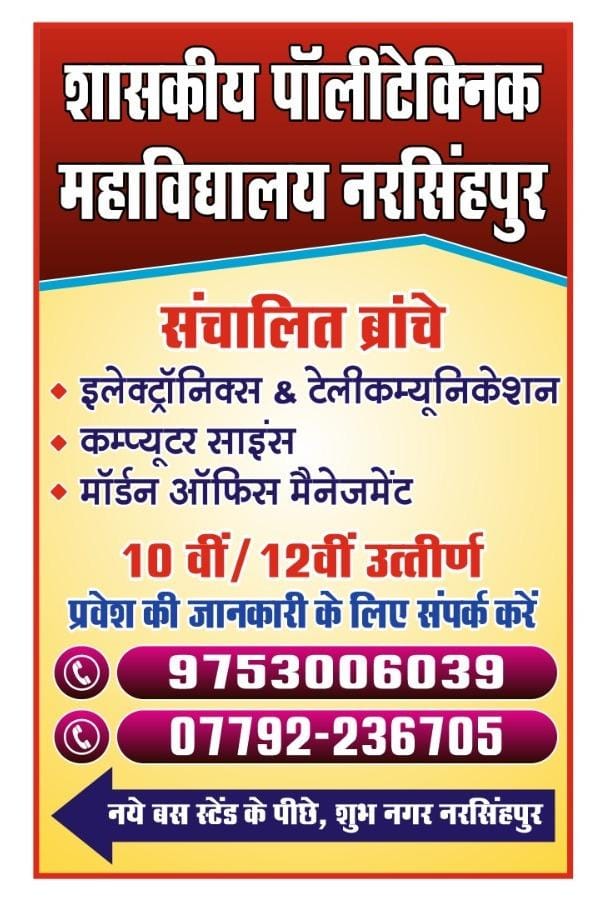 शासकीय पॉलीटेक्निक
महाविद्यालय नरसिंहपुर
संचालित ब्रांचे
इलेक्ट्रॉनिक्स & टेलीकम्यूनिकेशन
कम्प्यूटर साइंस
मॉर्डन ऑफिस मैनेजमेंट
10 वीं/ 12वीं उत्तीर्ण
प्रवेश की जानकारी के लिए संपर्क करें
9753006039
07792-236705
नये बस स्टेंड के पीछे, शुभ नगर नरसिंहपुर